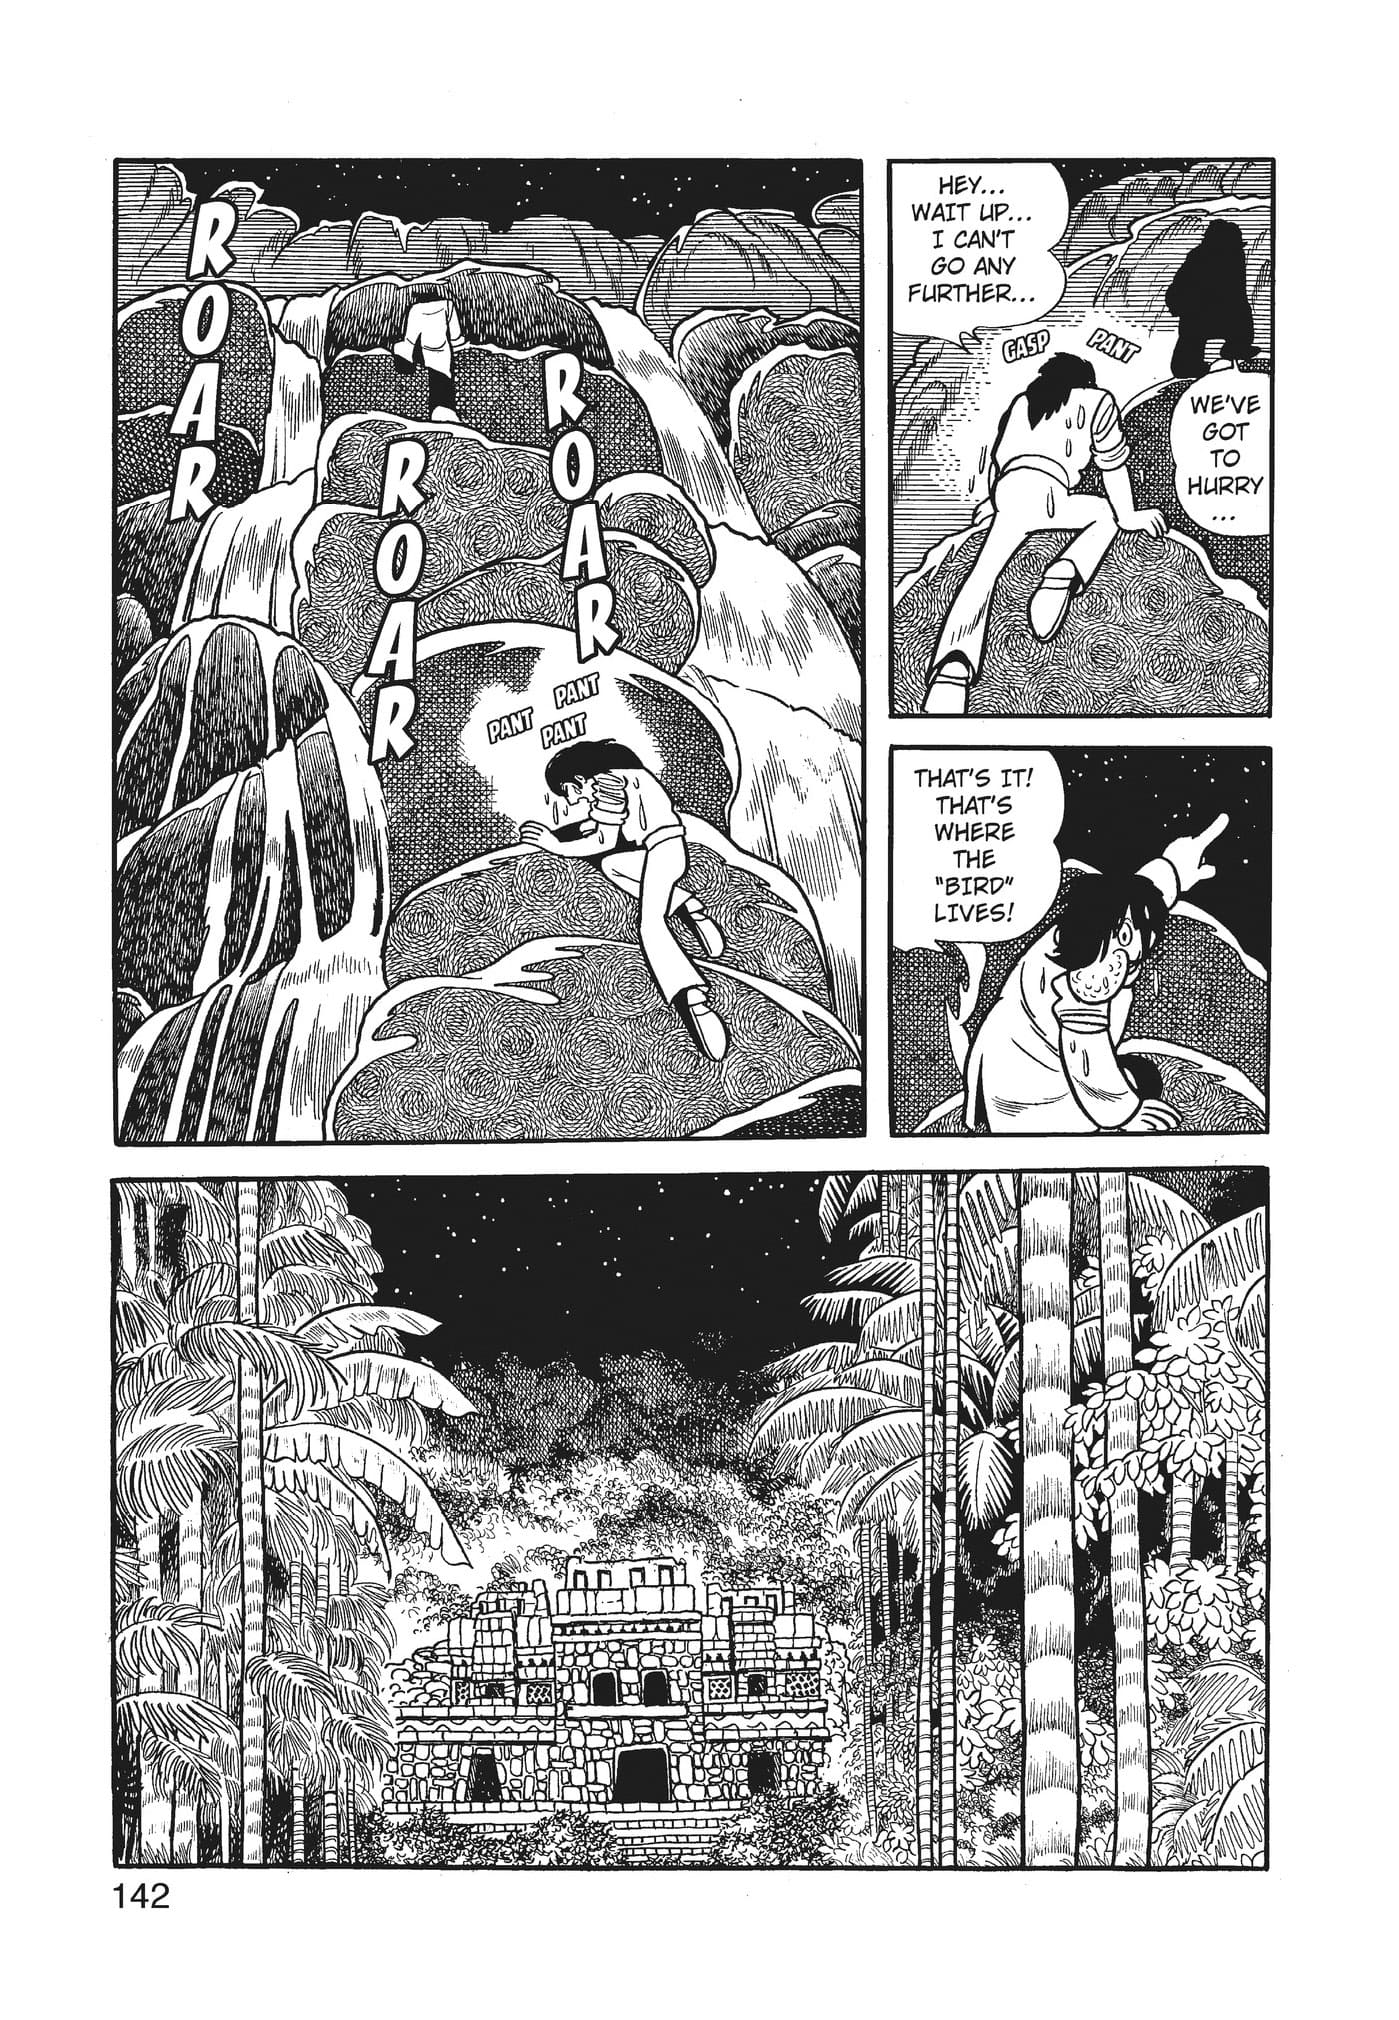 ROAR
ROAR
ROAR
PANT
PANT
PANT
HEY...
WAIT UP...
I CAN'T
GO ANY
FURTHER...
GASP
PANT
WE'VE
GOT
TO
HURRY
...
THAT'S IT!
THAT'S
WHERE
THE
"BIRD"
LIVES!
142